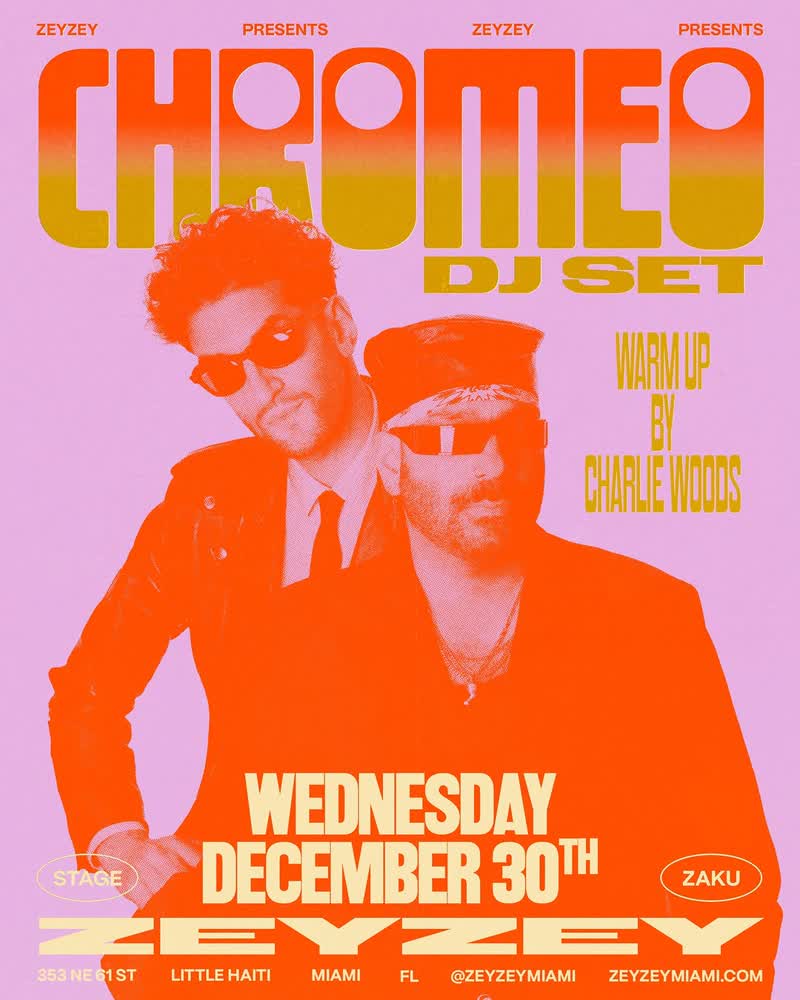 ZEYZEY PRESENTS ZEYZEY PRESENTS
CHROMEO
DJ SET
WARM UP
BY
CHARLIE WOODS
WEDNESDAY
DECEMBER 30TH
STAGE ZAKU
ZEYZEY
353 NE 61 ST LITTLE HAITI MIAMI FL @ZEYZEYMIAMI ZEYZEYMIAMI.COM